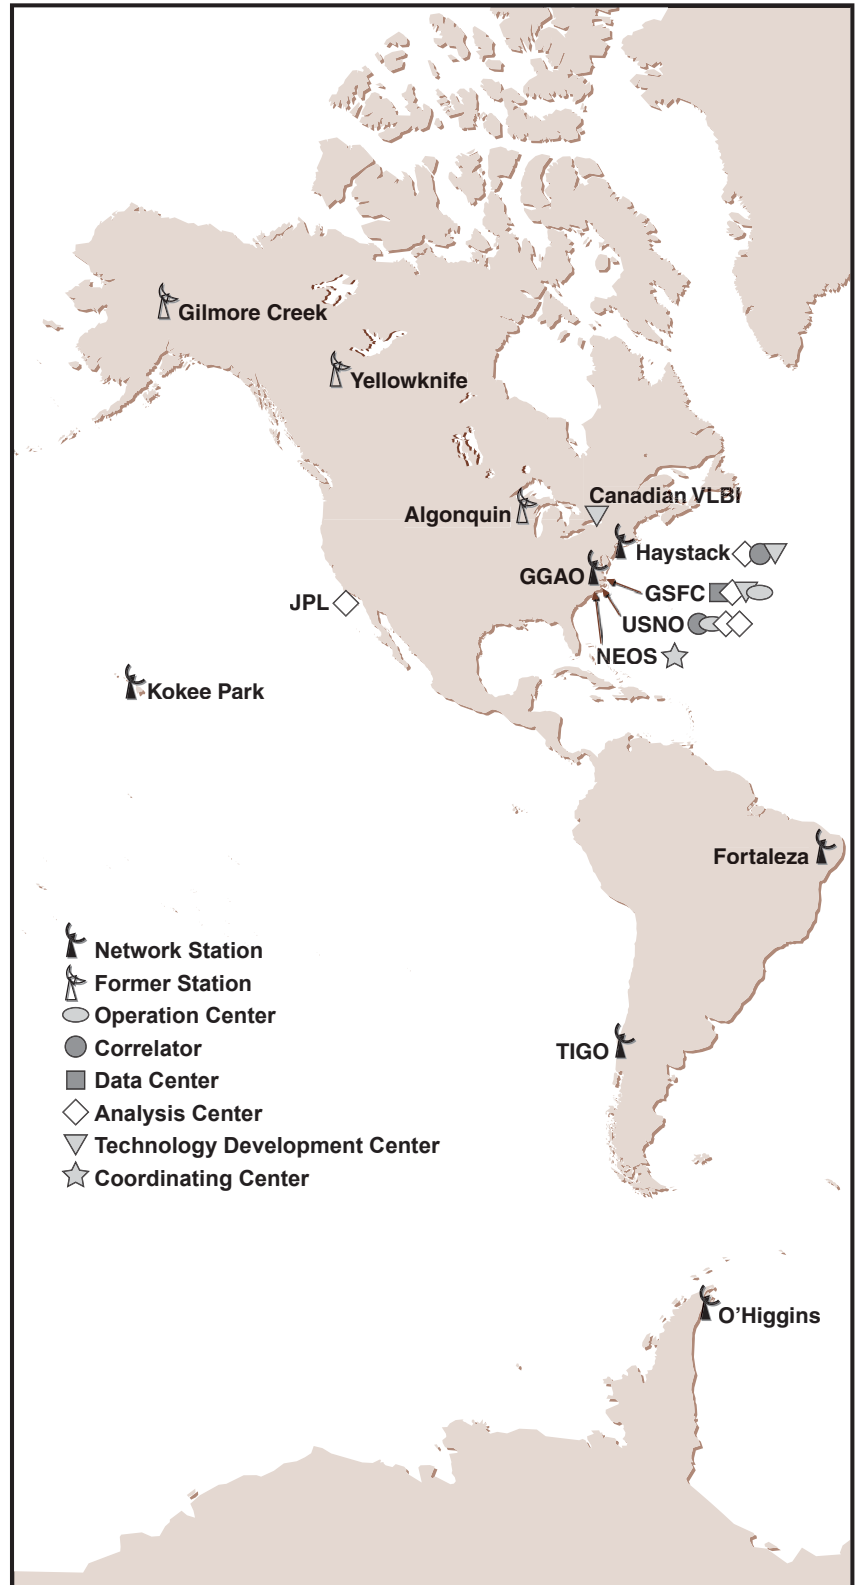 Gilmore Creek
Yellowknife
Canadian VLBI
Algonquin
Haystack
GGAO
GSFC
JPL
USNO
NEOS
Kokee Park
Fortaleza
Network Station
Former Station
Operation Center
Correlator
TIGO
Data Center
Analysis Center
Technology Development Center
Coordinating Center
O’Higgins